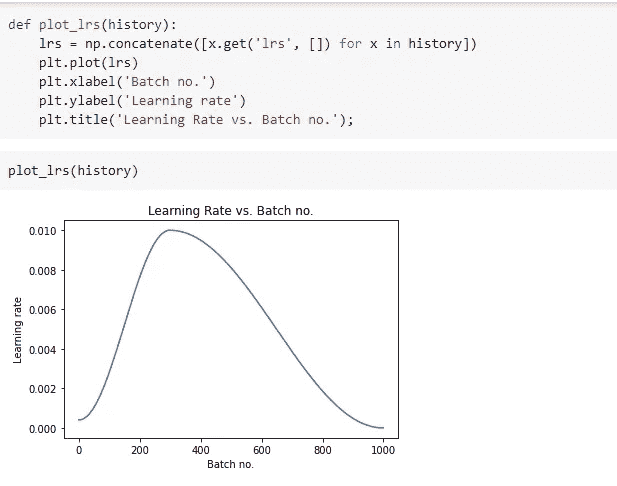 def plot_lrs(history):
    lrs = np.concatenate([x.get('lrs', []) for x in history])
    plt.plot(lrs)
    plt.xlabel('Batch no.')
    plt.ylabel('Learning rate')
    plt.title('Learning Rate vs. Batch no.');
plot_lrs(history)
Learning Rate vs. Batch no.
0.010
0.008
0.006
0.004
0.002
0.000
Learning rate
0 200 400 600 800 1000
Batch no.